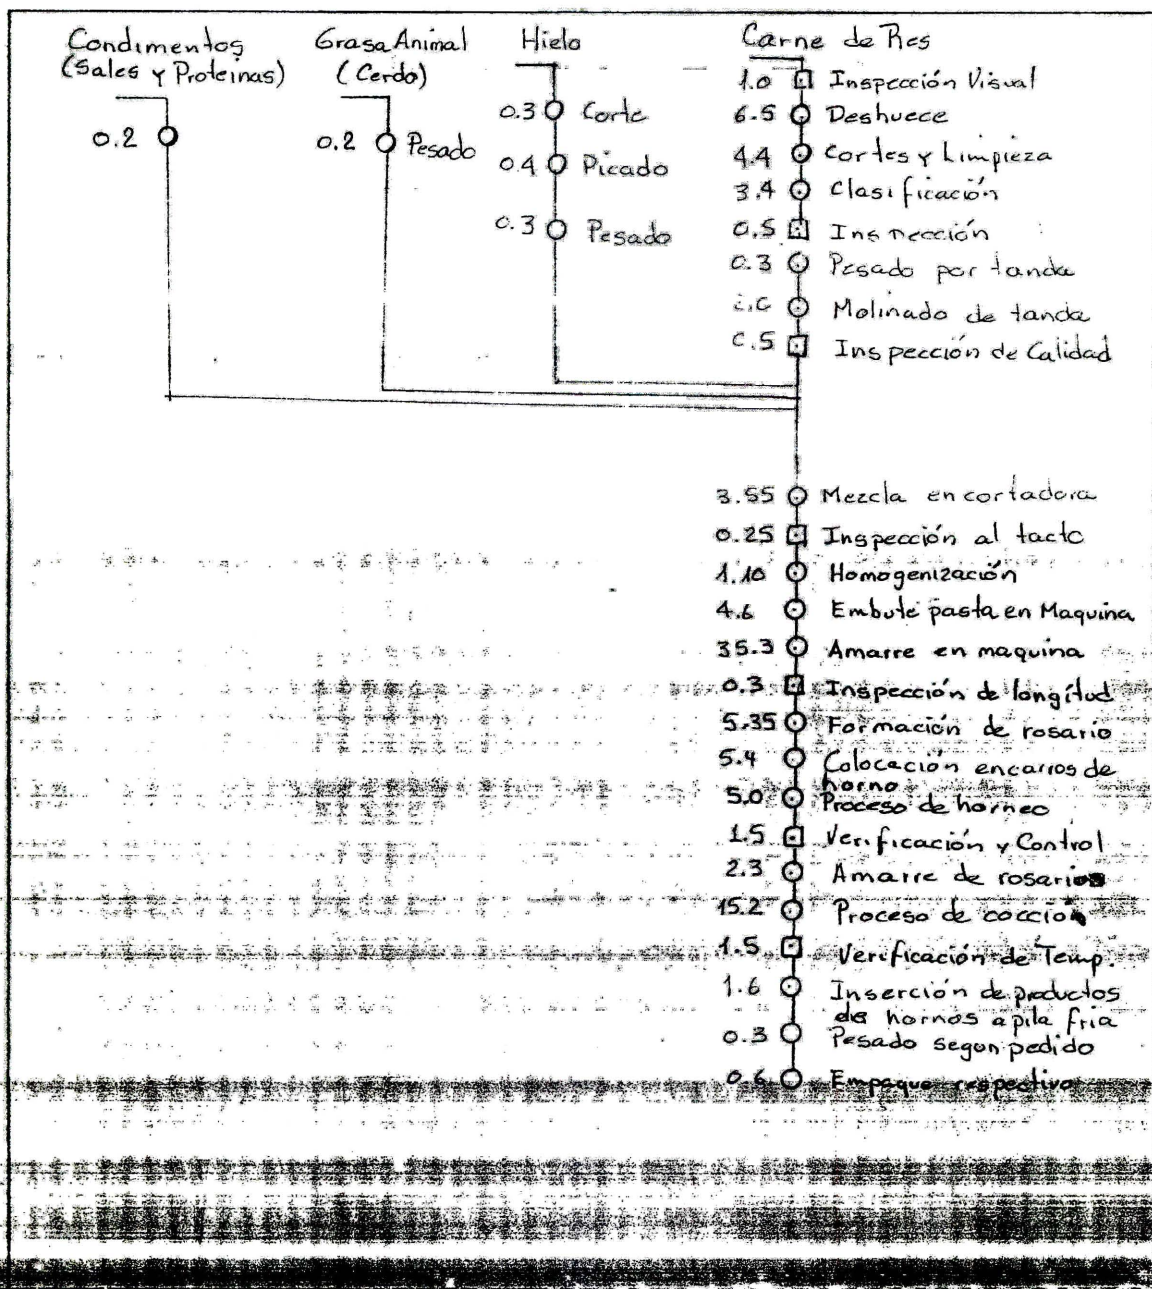 Condimentos
(Sales y Proteinas)
0.2
Grasa Animal
(Cerdo)
0.2 Pesado
Hielo
0.3 Corte
0.4 Picado
0.3 Pesado
Carne de Res
1.0 Inspección Visual
6.5 Deshuece
4.4 Cortes y Limpieza
3.4 Clasificación
0.5 Inspección
0.3 Pesado por tanda
Molinado de tanda
0.5 Inspección de Calidad
3.55 Mezcla en cortadora
0.25 Inspección al tacto
1.10 Homogenización
4.6 Embute pasta en Maquina
35.3 Amarre en maquina
0.3 Inspección de longítud
5.35 Formación de rosario
5.4 Colocación en carros de
horno
5.0 Proceso de horneo
1.5 Verificación y Control
2.3 Amarre de rosarios
15.2 Proceso de cocción
1.5 Verificación de Temp.
1.6 Inserción de productos
de hornos a pila fria
0.3 Pesado segun pedido
0.6 Empaque respectivo